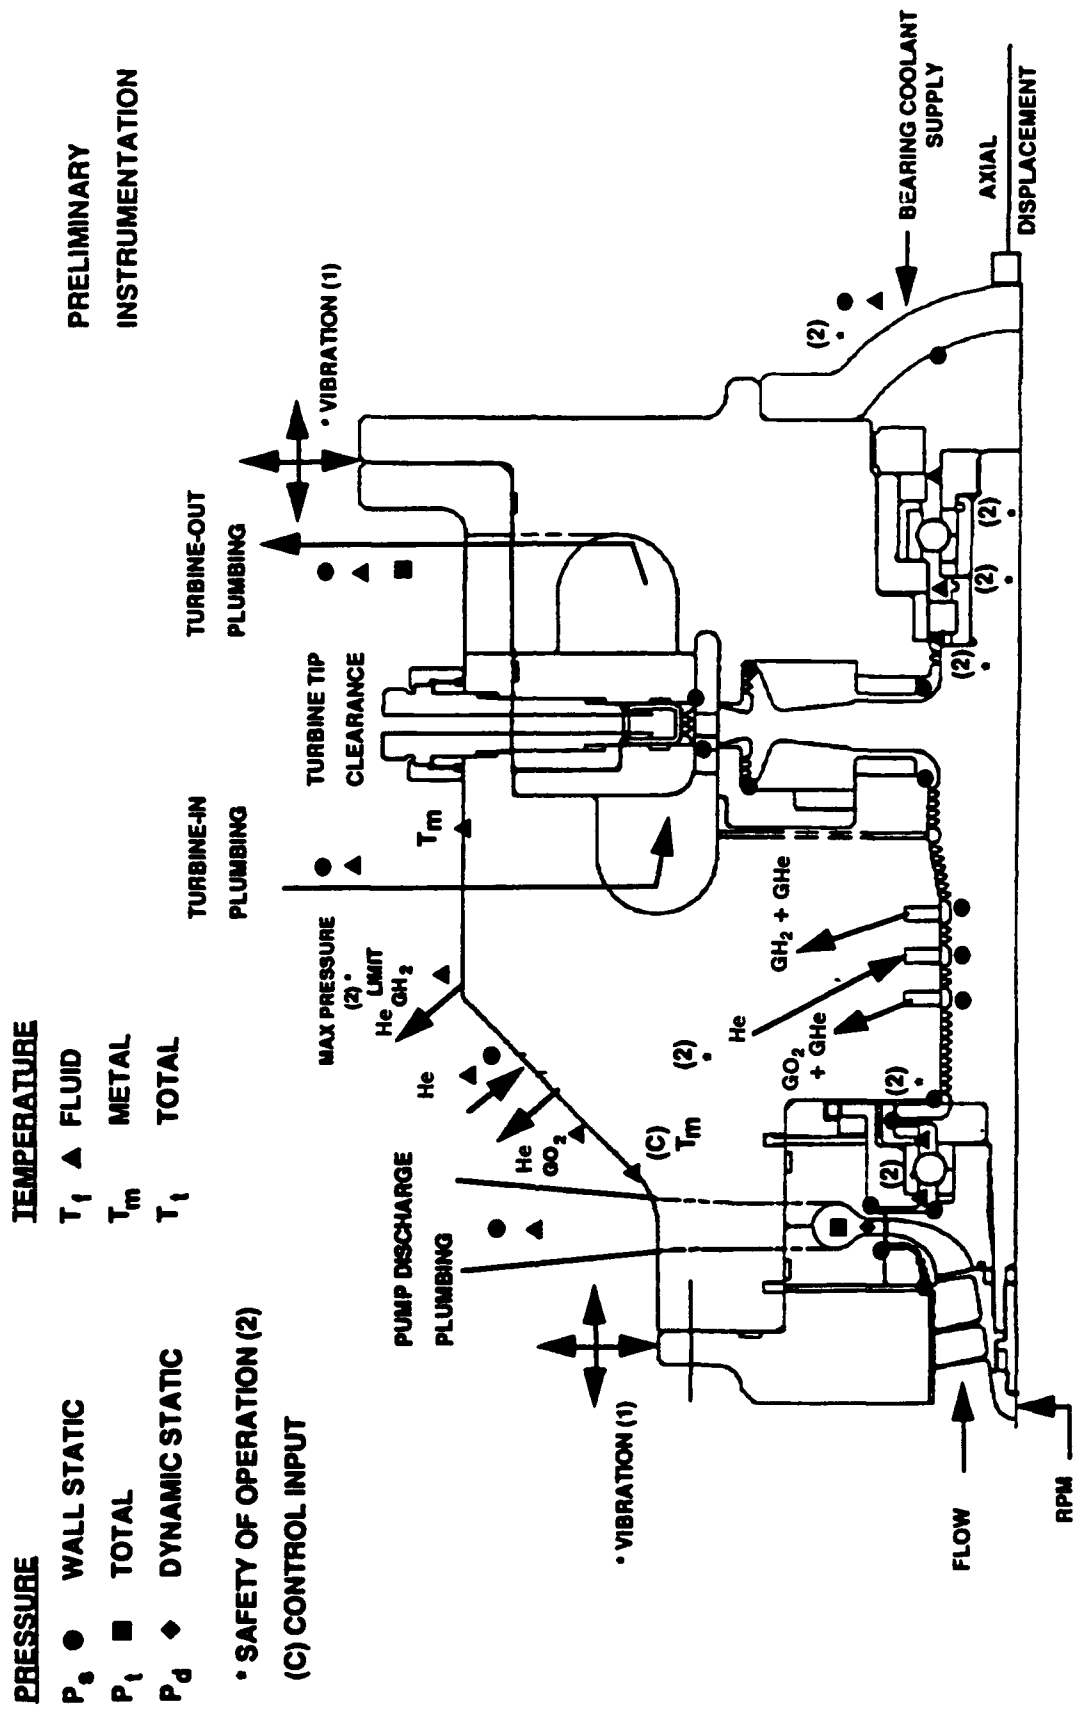 PRELIMINARY
INSTRUMENTATION
PRESSURE
Ps ● WALL STATIC
Pt ■ TOTAL
Pd ◆ DYNAMIC STATIC
TEMPERATURE
Tf ▲ FLUID
Tm METAL
Tt TOTAL
* SAFETY OF OPERATION (2)
(C) CONTROL INPUT
TURBINE-IN
PLUMBING
TURBINE TIP
CLEARANCE
TURBINE-OUT
PLUMBING
* VIBRATION (1)
MAX PRESSURE
(2) *
LIMIT
He
GH2
Tm
He
He
GO2
PUMP DISCHARGE
PLUMBING
(C)
Tm
* VIBRATION (1)
(2)
*
He
GH2 + GHe
GO2
+ GHe
(2)
*
(2)
(2)
*
(2)
*
(2)
*
(2)
*
BEARING COOLANT
SUPPLY
AXIAL
DISPLACEMENT
FLOW
RPM